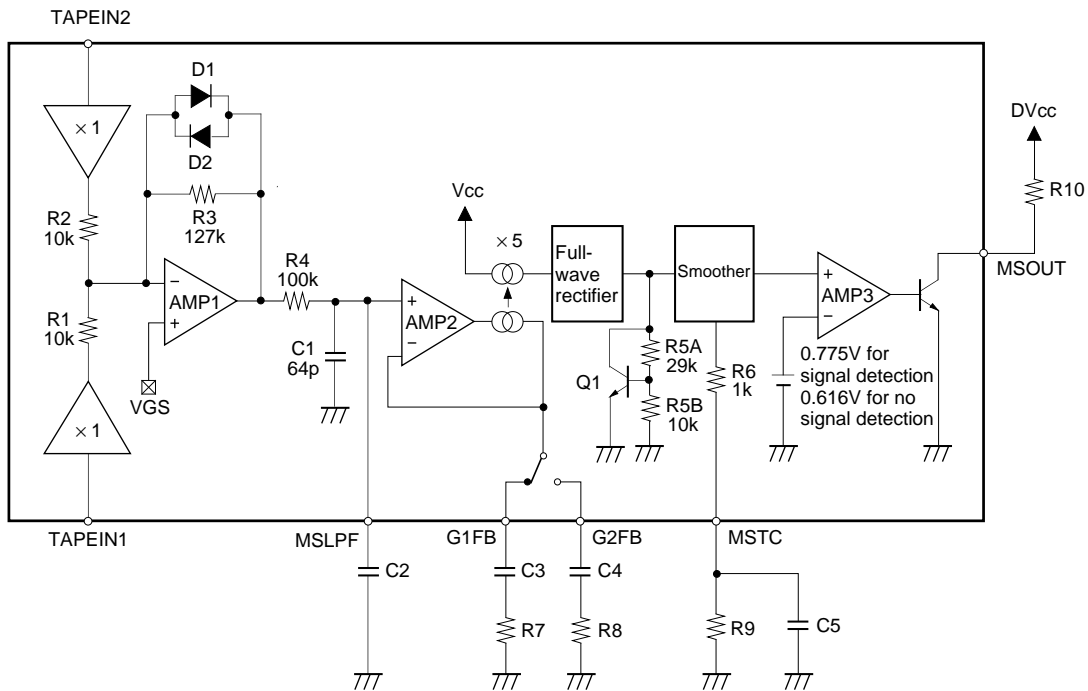 TAPEIN2
D1
× 1
D2
DVcc
R10
Vcc
R3
127k
R2
10k
× 5
Full-
wave
rectifier
Smoother
MSOUT
R4
100k
AMP1
AMP2
AMP3
R1
10k
C1
64p
R5A
29k
R6
1k
Q1
R5B
10k
0.775V for
signal detection
0.616V for no
signal detection
VGS
× 1
TAPEIN1
MSLPF
G1FB
G2FB
MSTC
C2
C3
C4
R7
R8
R9
C5